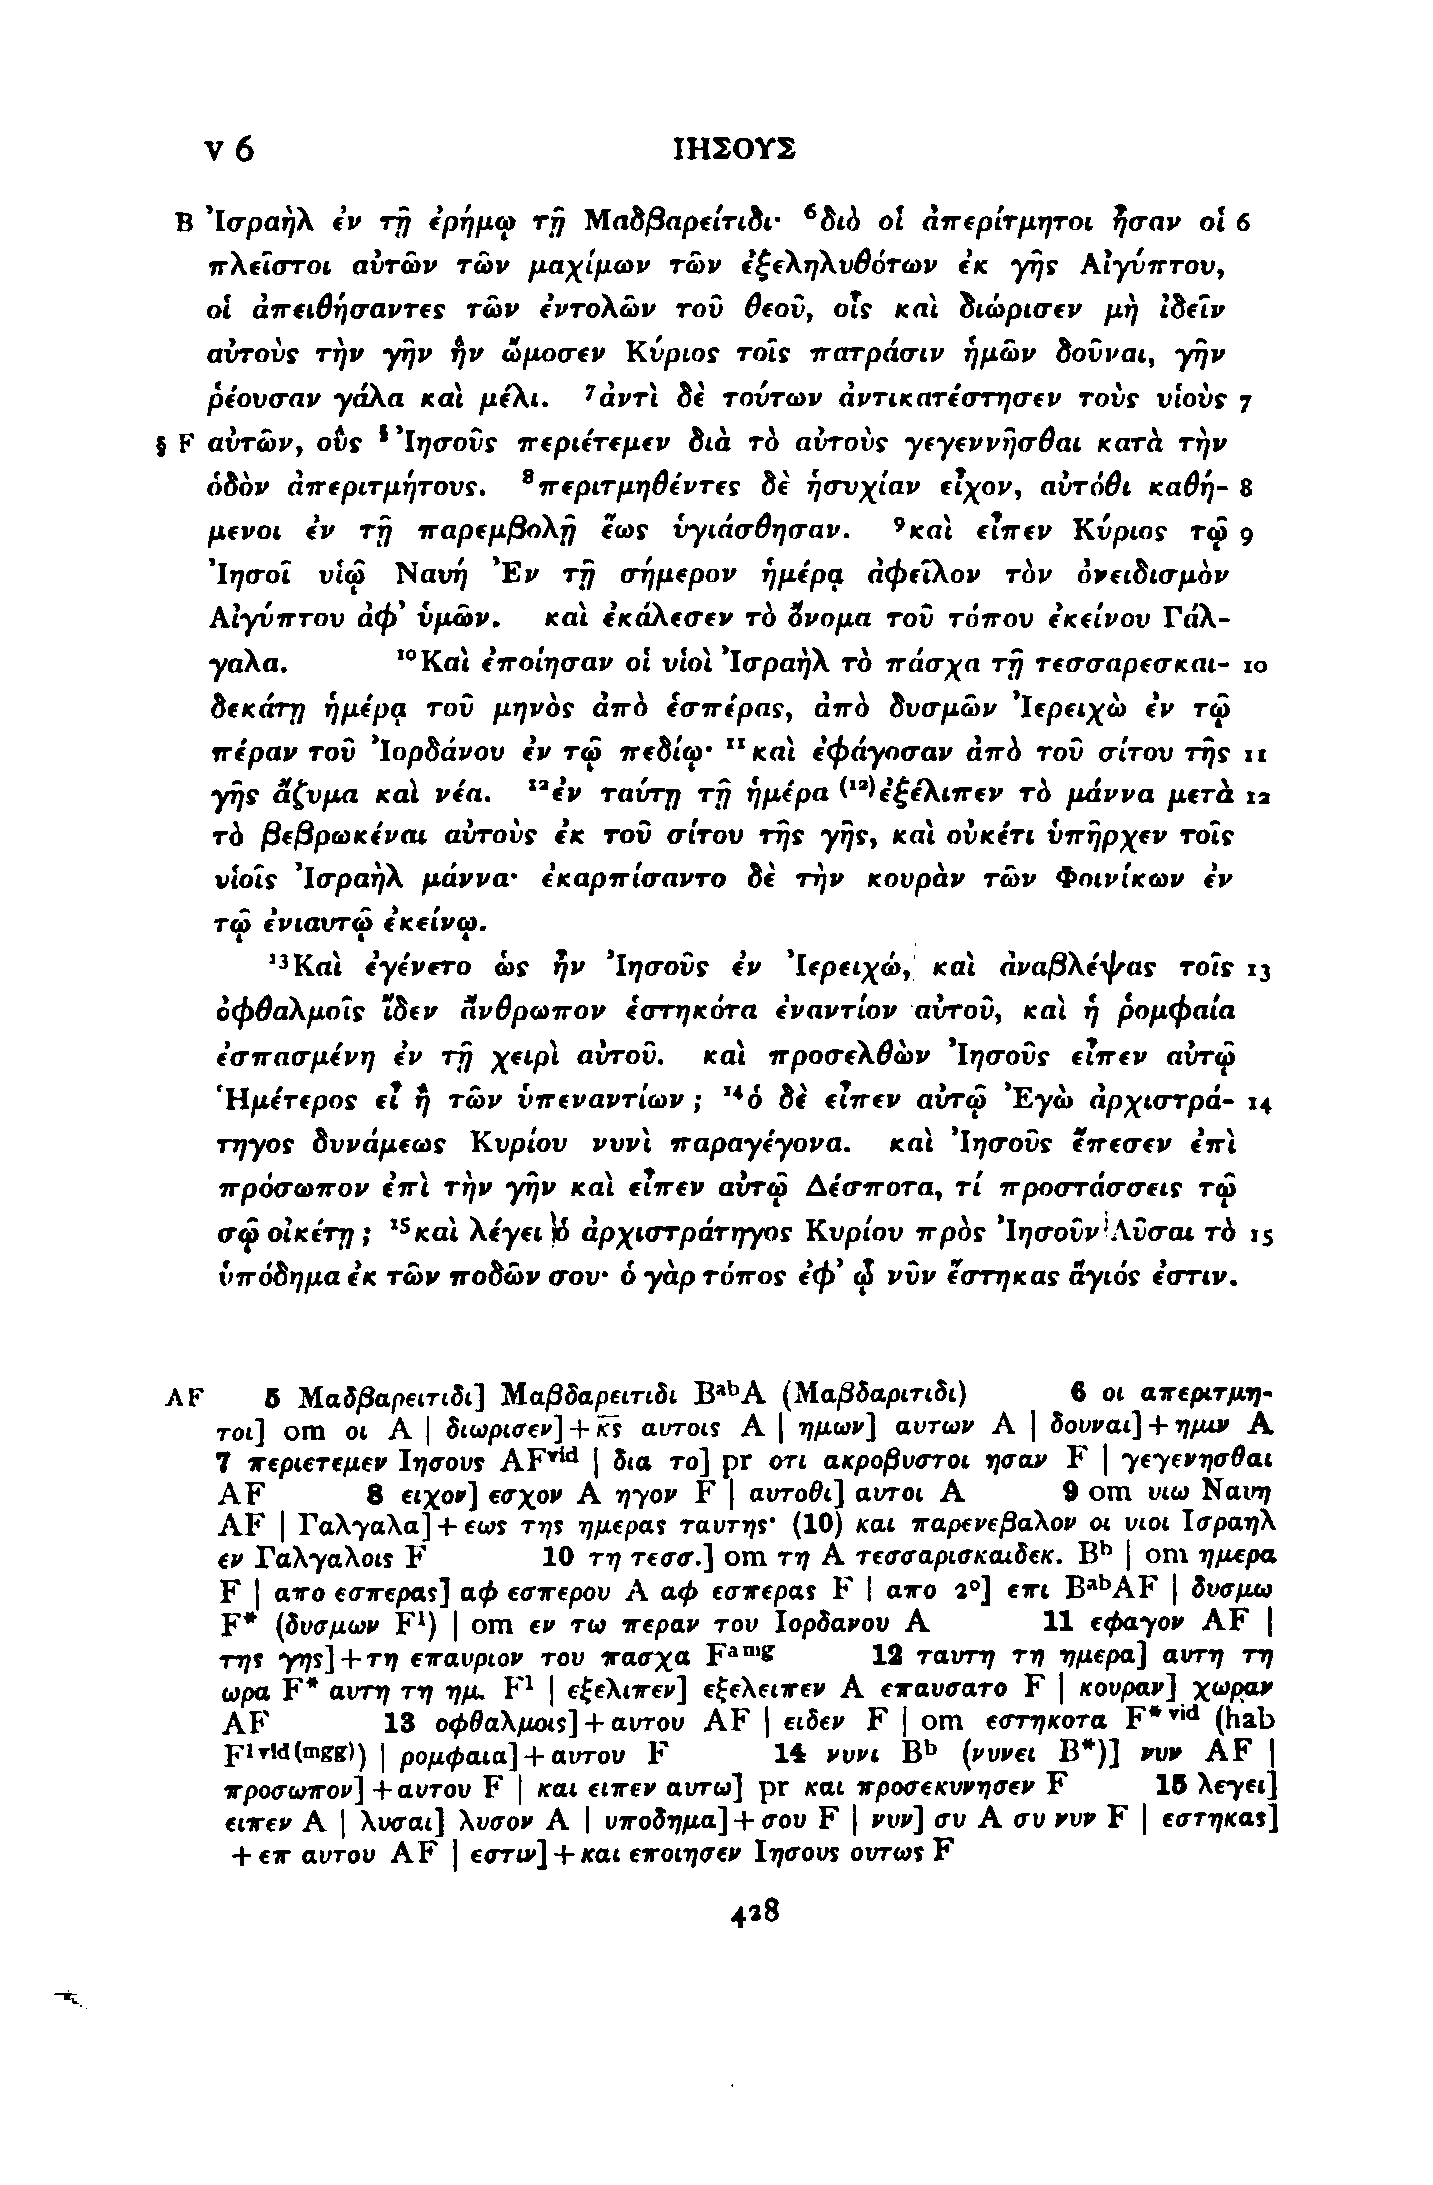 V 6 ΙΗΣΟΥΣ
B Ἰσραὴλ ἐν τῇ ἐρήμῳ τῇ Μαδβαρείτιδι· ⁶διὸ οἱ ἀπερίτμητοι ἦσαν οἱ 6
πλεῖστοι αὐτῶν τῶν μαχίμων τῶν ἐξεληλυθότων ἐκ γῆς Αἰγύπτου,
οἱ ἀπειθήσαντες τῶν ἐντολῶν τοῦ θεοῦ, οἷς καὶ διώρισεν μὴ ἰδεῖν
αὐτοὺς τὴν γῆν ἣν ὤμοσεν Κύριος τοῖς πατράσιν ἡμῶν δοῦναι, γῆν
ῥέουσαν γάλα καὶ μέλι. ⁷ἀντὶ δὲ τούτων ἀντικατέστησεν τοὺς υἱοὺς 7
§ F αὐτῶν, οὓς §Ἰησοῦς περιέτεμεν διὰ τὸ αὐτοὺς γεγεννῆσθαι κατὰ τὴν
ὁδὸν ἀπεριτμήτους. ⁸περιτμηθέντες δὲ ἡσυχίαν εἶχον, αὐτόθι καθή- 8
μενοι ἐν τῇ παρεμβολῇ ἕως ὑγιάσθησαν. ⁹καὶ εἶπεν Κύριος τῷ 9
Ἰησοῖ υἱῷ Ναυή Ἐν τῇ σήμερον ἡμέρᾳ ἀφεῖλον τὸν ὀνειδισμὸν
Αἰγύπτου ἀφ’ ὑμῶν. καὶ ἐκάλεσεν τὸ ὄνομα τοῦ τόπου ἐκείνου Γάλ-
γαλα. ¹⁰Καὶ ἐποίησαν οἱ υἱοὶ Ἰσραὴλ τὸ πάσχα τῇ τεσσαρεσκαι- 10
δεκάτῃ ἡμέρᾳ τοῦ μηνὸς ἀπὸ ἑσπέρας, ἀπὸ δυσμῶν Ἰερειχὼ ἐν τῷ
πέραν τοῦ Ἰορδάνου ἐν τῷ πεδίῳ· ¹¹καὶ ἐφάγοσαν ἀπὸ τοῦ σίτου τῆς 11
γῆς ἄζυμα καὶ νέα. ¹²ἐν ταύτῃ τῇ ἡμέρα ⁽¹²⁾ἐξέλιπεν τὸ μάννα μετὰ 12
τὸ βεβρωκέναι αὐτοὺς ἐκ τοῦ σίτου τῆς γῆς, καὶ οὐκέτι ὑπῆρχεν τοῖς
υἱοῖς Ἰσραὴλ μάννα· ἐκαρπίσαντο δὲ τὴν κουρὰν τῶν Φοινίκων ἐν
τῷ ἐνιαυτῷ ἐκείνῳ.
¹³Καὶ ἐγένετο ὡς ἦν Ἰησοῦς ἐν Ἰερειχώ, καὶ ἀναβλέψας τοῖς 13
ὀφθαλμοῖς ἴδεν ἄνθρωπον ἑστηκότα ἐναντίον αὐτοῦ, καὶ ἡ ῥομφαία
ἐσπασμένη ἐν τῇ χειρὶ αὐτοῦ. καὶ προσελθὼν Ἰησοῦς εἶπεν αὐτῷ
Ἡμέτερος εἶ ἢ τῶν ὑπεναντίων ; ¹⁴ὁ δὲ εἶπεν αὐτῷ Ἐγὼ ἀρχιστρά- 14
τηγος δυνάμεως Κυρίου νυνὶ παραγέγονα. καὶ Ἰησοῦς ἔπεσεν ἐπὶ
πρόσωπον ἐπὶ τὴν γῆν καὶ εἶπεν αὐτῷ Δέσποτα, τί προστάσσεις τῷ
σῷ οἰκέτῃ ; ¹⁵καὶ λέγει ὁ ἀρχιστράτηγος Κυρίου πρὸς Ἰησοῦν Λῦσαι τὸ 15
ὑπόδημα ἐκ τῶν ποδῶν σου· ὁ γὰρ τόπος ἐφ’ ᾧ νῦν ἕστηκας ἅγιός ἐστιν.
AF 5 Μαδβαρειτιδι] Μαβδαρειτιδι BᵃᵇA (Μαβδαριτιδι) 6 οι απεριτμη-
τοι] om οι A | διωρισεν]+κ̅ς̅ αυτοις A | ημων] αυτων A | δουναι]+ημιν A
7 περιετεμεν Ιησους AFᵛⁱᵈ | δια το] pr οτι ακροβυστοι ησαν F | γεγενησθαι
AF 8 ειχον] εσχον A ηγον F | αυτοθι] αυτοι A 9 om υιω Ναυη
AF | Γαλγαλα]+εως της ημερας ταυτης· (10) και παρενεβαλον οι υιοι Ισραηλ
εν Γαλγαλοις F 10 τη τεσσ.] om τη A τεσσαρισκαιδεκ. Bᵇ | om ημερα
F | απο εσπερας] αφ εσπερου A αφ εσπερας F | απο 2°] επι BᵃᵇAF | δυσμω
F* (δυσμων F¹) | om εν τω περαν του Ιορδανου A 11 εφαγον AF |
της γης]+τη επαυριον του πασχα Fᵃᵐᵍ 12 ταυτη τη ημερα] αυτη τη
ωρα F* αυτη τη ημ. F¹ | εξελιπεν] εξελειπεν A επαυσατο F | κουραν] χωραν
AF 13 οφθαλμοις]+αυτου AF | ειδεν F | om εστηκοτα F*ᵛⁱᵈ (hab
F¹ᵛⁱᵈ⁽ᵐᵍᵍ⁾) | ρομφαια]+αυτου F 14 νυνι Bᵇ (νυνει B*)] νυν AF |
προσωπον]+αυτου F | και ειπεν αυτω] pr και προσεκυνησεν F 15 λεγει]
ειπεν A | λυσαι] λυσον A | υποδημα]+σου F | νυν] συ A συ νυν F | εστηκας]
+επ αυτου AF | εστιν]+και εποιησεν Ιησους ουτως F
428